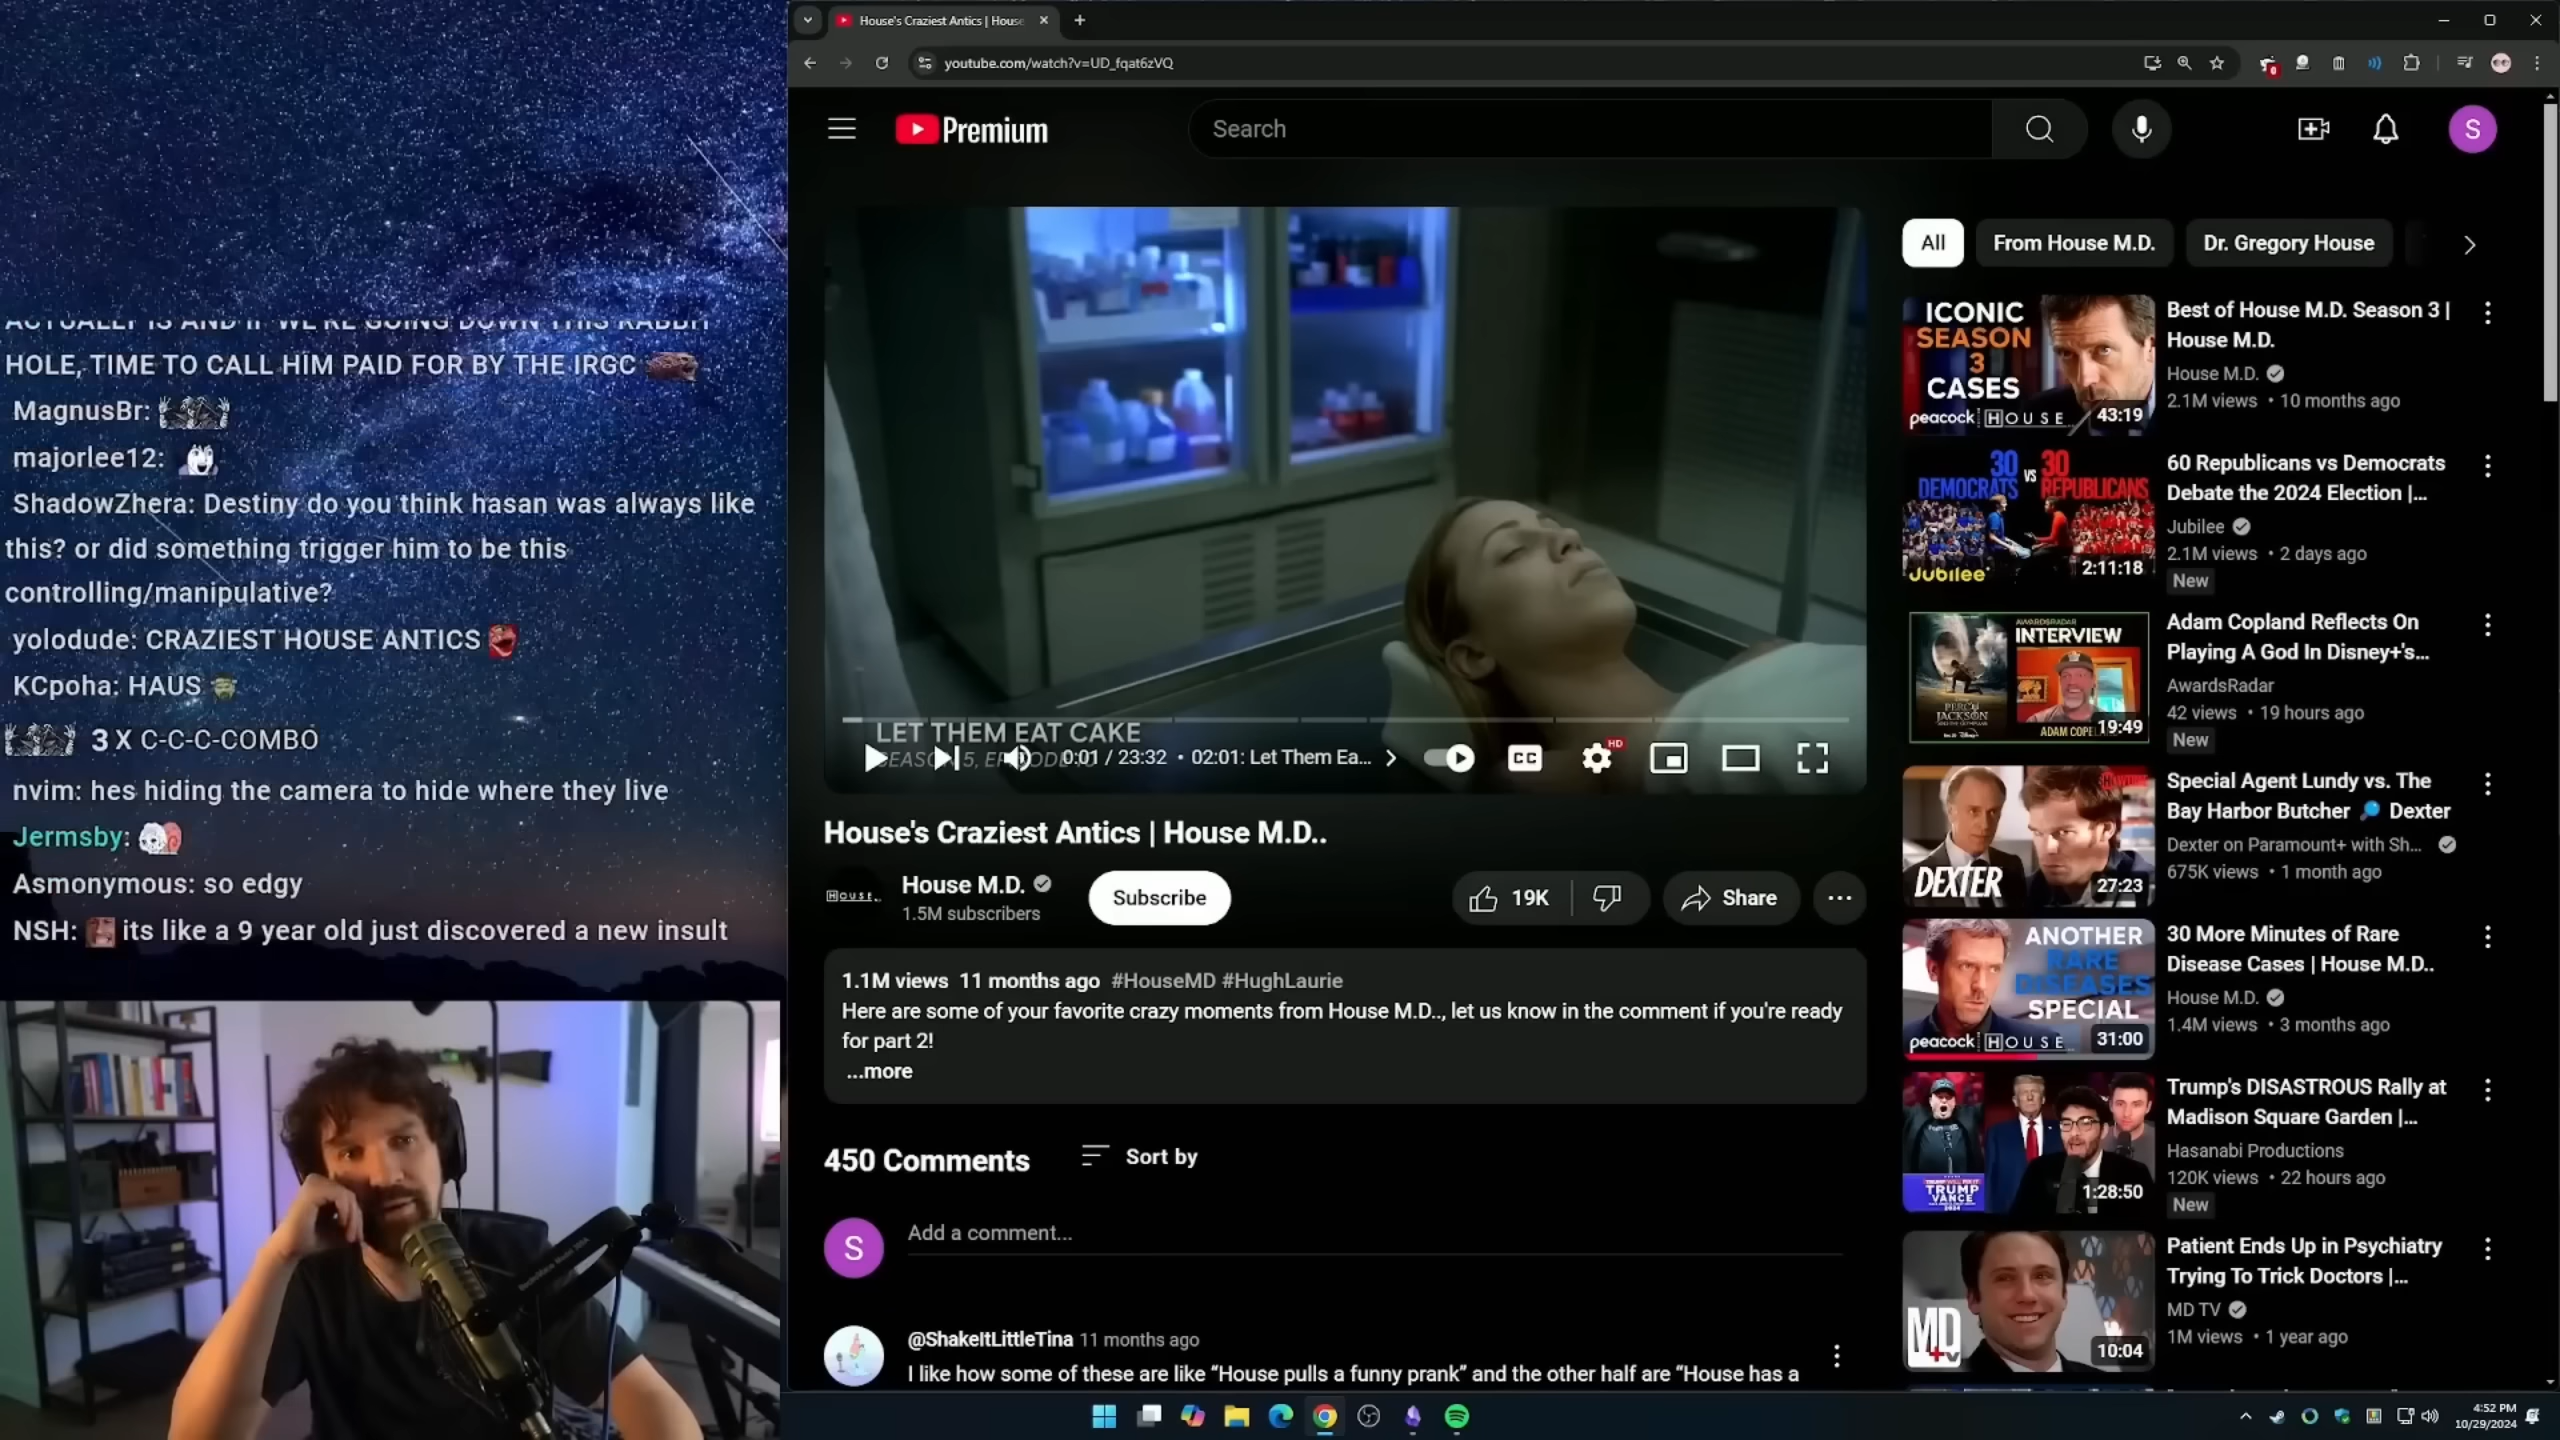 ACTUALLY IS AND IF WE'RE GOING DOWN THIS RABBIT
HOLE, TIME TO CALL HIM PAID FOR BY THE IRGC
MagnusBr:
majorlee12:
ShadowZhera: Destiny do you think hasan was always like
this? or did something trigger him to be this
controlling/manipulative?
yolodude: CRAZIEST HOUSE ANTICS
KCpoha: HAUS
3 X C-C-C-COMBO
nvim: hes hiding the camera to hide where they live
Jermsby:
Asmonymous: so edgy
NSH: its like a 9 year old just discovered a new insult
House's Craziest Antics | House
youtube.com/watch?v=UD_fqat6zVQ
0
Premium
Search
S
LET THEM EAT CAKE
0:01 / 23:32 • 02:01: Let Them Ea...
CC
HD
House's Craziest Antics | House M.D..
HOUSE
House M.D.
1.5M subscribers
Subscribe
19K
Share
1.1M views 11 months ago #HouseMD #HughLaurie
Here are some of your favorite crazy moments from House M.D.., let us know in the comment if you're ready
for part 2!
...more
450 Comments
Sort by
S
Add a comment...
@ShakeItLittleTina 11 months ago
I like how some of these are like “House pulls a funny prank” and the other half are “House has a
All
From House M.D.
Dr. Gregory House
ICONIC
SEASON
3
CASES
peacock HOUSE
43:19
Best of House M.D. Season 3 |
House M.D.
House M.D.
2.1M views • 10 months ago
30 vs 30
DEMOCRATS REPUBLICANS
Jubilee
2:11:18
60 Republicans vs Democrats
Debate the 2024 Election |...
Jubilee
2.1M views • 2 days ago
New
AWARDSRADAR
INTERVIEW
PERCY
JACKSON
19:49
Adam Copland Reflects On
Playing A God In Disney+'s...
AwardsRadar
42 views • 19 hours ago
New
DEXTER
27:23
Special Agent Lundy vs. The
Bay Harbor Butcher 🔎 Dexter
Dexter on Paramount+ with Sh...
675K views • 1 month ago
ANOTHER
RARE
DISEASES
SPECIAL
peacock HOUSE
31:00
30 More Minutes of Rare
Disease Cases | House M.D..
House M.D.
1.4M views • 3 months ago
TRUMP
VANCE
1:28:50
Trump's DISASTROUS Rally at
Madison Square Garden |...
Hasanabi Productions
120K views • 22 hours ago
New
MD
TV
10:04
Patient Ends Up in Psychiatry
Trying To Trick Doctors |...
MD TV
1M views • 1 year ago
4:52 PM
10/29/2024